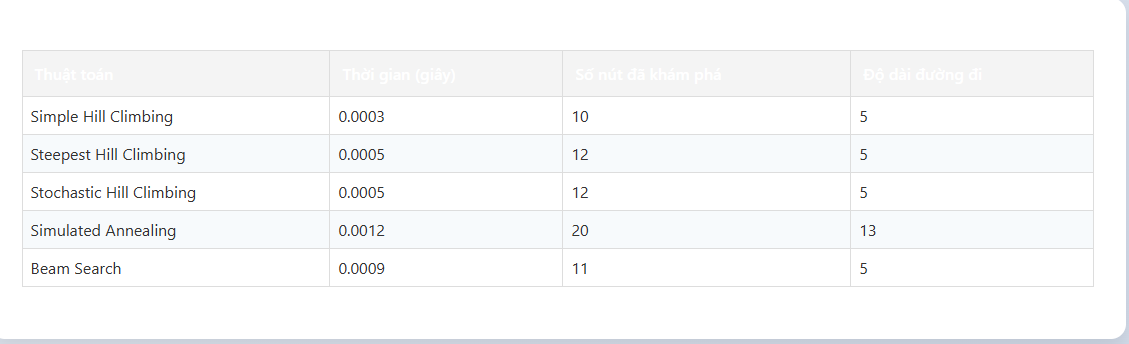 Thuật toán Thời gian (giây) Số nút đã khám phá Độ dài đường đi
Simple Hill Climbing 0.0003 10 5
Steepest Hill Climbing 0.0005 12 5
Stochastic Hill Climbing 0.0005 12 5
Simulated Annealing 0.0012 20 13
Beam Search 0.0009 11 5